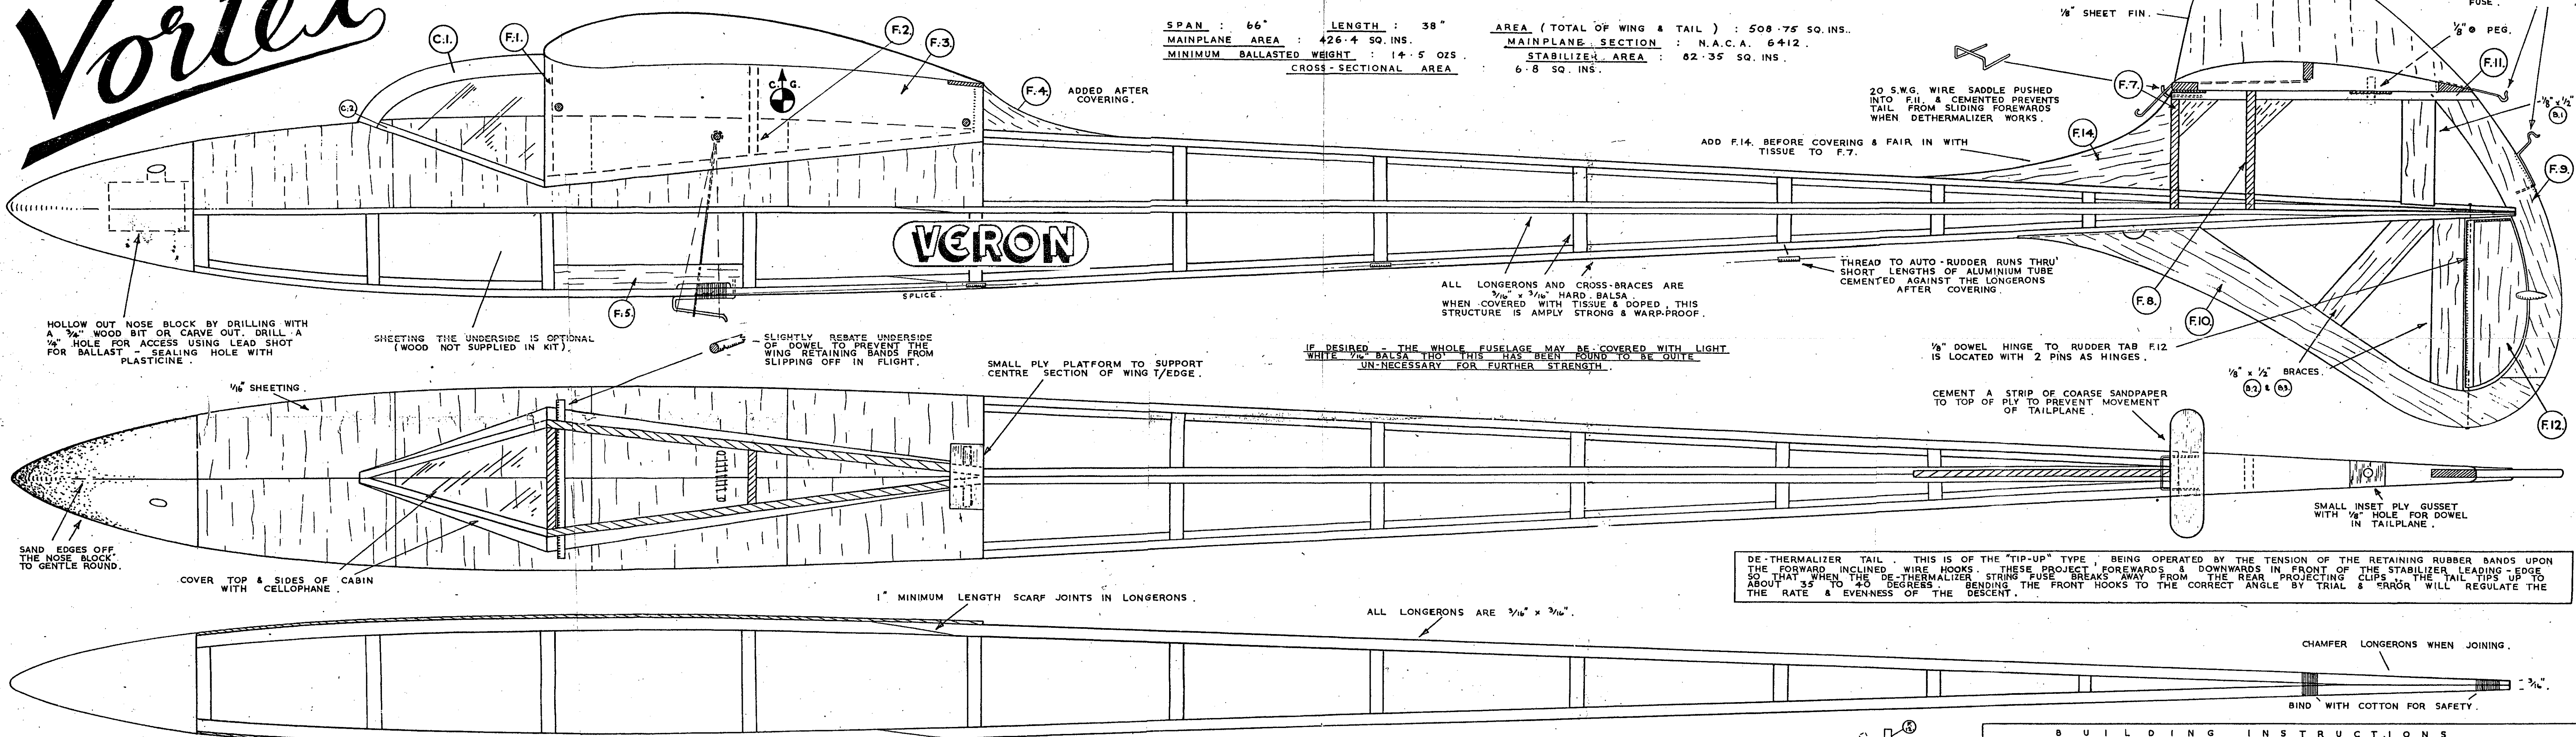 Vortex
C.1.
F.1.
F.2.
F.3.
C.2
C. G.
F.4. ADDED AFTER
COVERING.
SPAN : 66" LENGTH : 38" AREA ( TOTAL OF WING & TAIL ) : 508·75 SQ. INS.
MAINPLANE AREA : 426·4 SQ. INS. MAINPLANE SECTION : N.A.C.A. 6412.
MINIMUM BALLASTED WEIGHT : 14·5 OZS. STABILIZER AREA : 82·35 SQ. INS.
CROSS-SECTIONAL AREA : 6·8 SQ. INS.
1/8" SHEET FIN.
FUSE.
1/8" PEG.
F.7.
F.11.
20 S.W.G. WIRE SADDLE PUSHED
INTO F.11. & CEMENTED PREVENTS
TAIL FROM SLIDING FOREWARDS
WHEN DETHERMALIZER WORKS.
1/8" x 1/2"
B.1
F.14.
ADD F.14. BEFORE COVERING & FAIR IN WITH
TISSUE TO F.7.
F.9.
VERON
F.5.
SPLICE.
HOLLOW OUT NOSE BLOCK BY DRILLING WITH
A 3/4" WOOD BIT OR CARVE OUT. DRILL A
1/4" HOLE FOR ACCESS USING LEAD SHOT
FOR BALLAST - SEALING HOLE WITH
PLASTICINE.
SHEETING THE UNDERSIDE IS OPTIONAL
(WOOD NOT SUPPLIED IN KIT).
SLIGHTLY REBATE UNDERSIDE
OF DOWEL TO PREVENT THE
WING RETAINING BANDS FROM
SLIPPING OFF IN FLIGHT.
ALL LONGERONS AND CROSS-BRACES ARE
3/16" x 3/16" HARD BALSA.
WHEN COVERED WITH TISSUE & DOPED, THIS
STRUCTURE IS AMPLY STRONG & WARP-PROOF.
THREAD TO AUTO-RUDDER RUNS THRU'
SHORT LENGTHS OF ALUMINIUM TUBE
CEMENTED AGAINST THE LONGERONS
AFTER COVERING.
F.8.
F.10.
IF DESIRED - THE WHOLE FUSELAGE MAY BE COVERED WITH LIGHT
WHITE 1/16" BALSA THO' THIS HAS BEEN FOUND TO BE QUITE
UN-NECESSARY FOR FURTHER STRENGTH.
1/8" DOWEL HINGE TO RUDDER TAB F.12
IS LOCATED WITH 2 PINS AS HINGES.
1/8" x 1/2" BRACES.
B.2 & B.3.
F.12.
1/16" SHEETING.
SMALL PLY PLATFORM TO SUPPORT
CENTRE SECTION OF WING T/EDGE.
CEMENT A STRIP OF COARSE SANDPAPER
TO TOP OF PLY TO PREVENT MOVEMENT
OF TAILPLANE.
SAND EDGES OFF
THE NOSE BLOCK
TO GENTLE ROUND.
COVER TOP & SIDES OF CABIN
WITH CELLOPHANE.
SMALL INSET PLY GUSSET
WITH 1/8" HOLE FOR DOWEL
IN TAILPLANE.
DE-THERMALIZER TAIL. THIS IS OF THE "TIP-UP" TYPE, BEING OPERATED BY THE TENSION OF THE RETAINING RUBBER BANDS UPON
THE FORWARD INCLINED WIRE HOOKS. THESE PROJECT FOREWARDS & DOWNWARDS IN FRONT OF THE STABILIZER LEADING-EDGE
SO THAT WHEN THE DE-THERMALIZER STRING FUSE BREAKS AWAY FROM THE REAR PROJECTING CLIPS, THE TAIL TIPS UP TO
ABOUT 35 TO 40 DEGREES. BENDING THE FRONT HOOKS TO THE CORRECT ANGLE BY TRIAL & ERROR WILL REGULATE THE
THE RATE & EVEN-NESS OF THE DESCENT.
1" MINIMUM LENGTH SCARF JOINTS IN LONGERONS.
ALL LONGERONS ARE 3/16" x 3/16".
CHAMFER LONGERONS WHEN JOINING.
3/16".
BIND WITH COTTON FOR SAFETY.
BUILDING INSTRUCTIONS